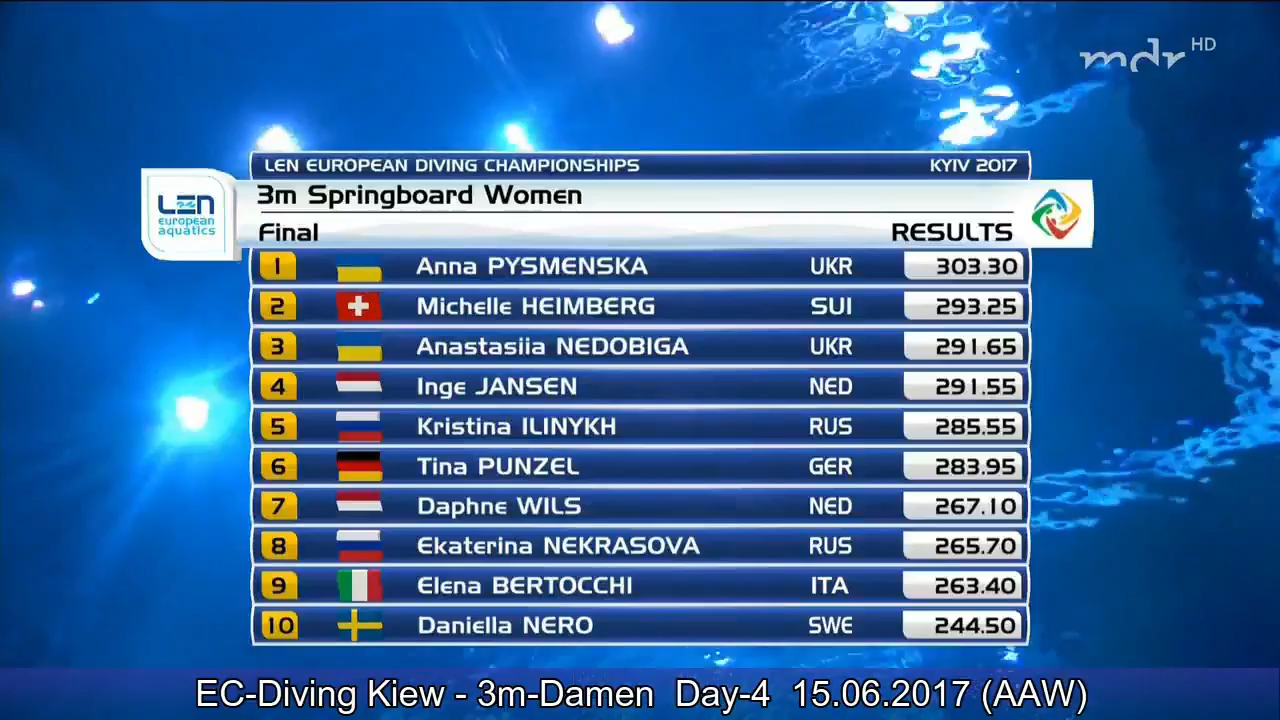 mdr HD
LEN EUROPEAN DIVING CHAMPIONSHIPS KYIV 2017
LEN
european
aquatics
3m Springboard Women
Final RESULTS
1 Anna PYSMENSKA UKR 303.30
2 Michelle HEIMBERG SUI 293.25
3 Anastasiia NEDOBIGA UKR 291.65
4 Inge JANSEN NED 291.55
5 Kristina ILINYKH RUS 285.55
6 Tina PUNZEL GER 283.95
7 Daphne WILS NED 267.10
8 Ekaterina NEKRASOVA RUS 265.70
9 Elena BERTOCCHI ITA 263.40
10 Daniella NERO SWE 244.50
EC-Diving Kiew - 3m-Damen Day-4 15.06.2017 (AAW)